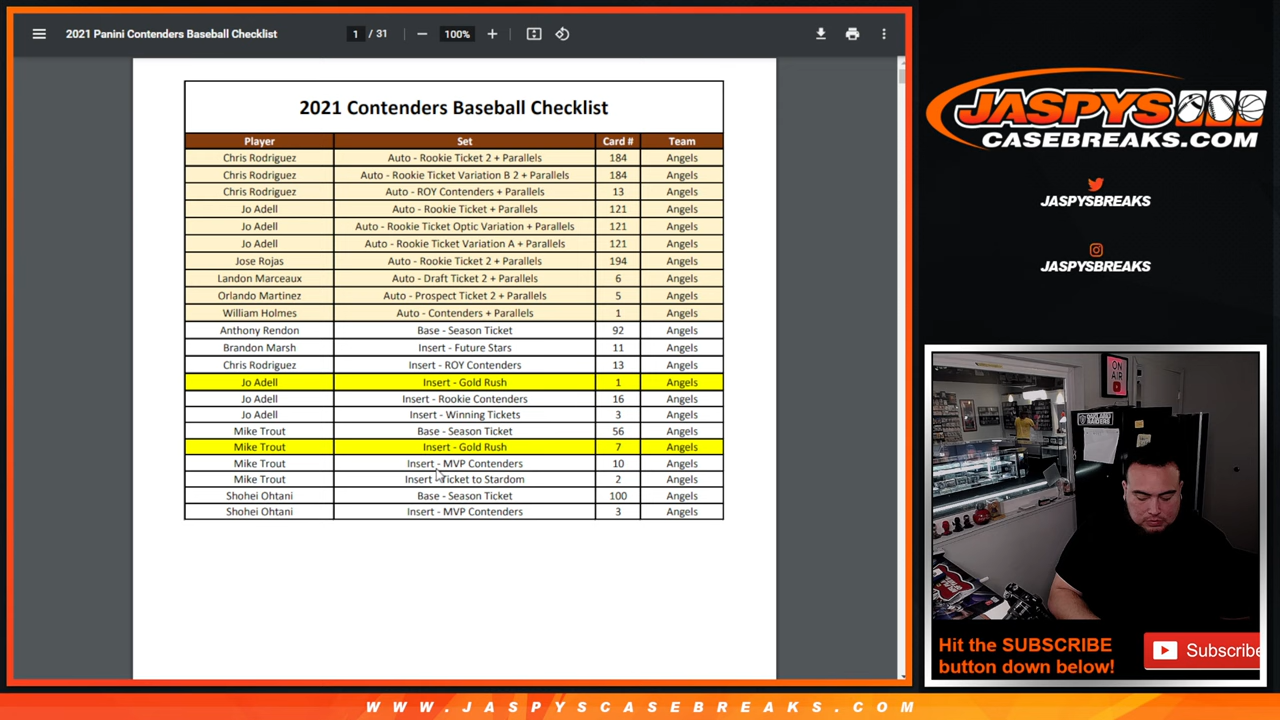 2021 Panini Contenders Baseball Checklist
1 / 31
100%
2021 Contenders Baseball Checklist
Player Set Card # Team
Chris Rodriguez Auto - Rookie Ticket 2 + Parallels 184 Angels
Chris Rodriguez Auto - Rookie Ticket Variation B 2 + Parallels 184 Angels
Chris Rodriguez Auto - ROY Contenders + Parallels 13 Angels
Jo Adell Auto - Rookie Ticket + Parallels 121 Angels
Jo Adell Auto - Rookie Ticket Optic Variation + Parallels 121 Angels
Jo Adell Auto - Rookie Ticket Variation A + Parallels 121 Angels
Jose Rojas Auto - Rookie Ticket 2 + Parallels 194 Angels
Landon Marceaux Auto - Draft Ticket 2 + Parallels 6 Angels
Orlando Martinez Auto - Prospect Ticket 2 + Parallels 5 Angels
William Holmes Auto - Contenders + Parallels 1 Angels
Anthony Rendon Base - Season Ticket 92 Angels
Brandon Marsh Insert - Future Stars 11 Angels
Chris Rodriguez Insert - ROY Contenders 13 Angels
Jo Adell Insert - Gold Rush 1 Angels
Jo Adell Insert - Rookie Contenders 16 Angels
Jo Adell Insert - Winning Tickets 3 Angels
Mike Trout Base - Season Ticket 56 Angels
Mike Trout Insert - Gold Rush 7 Angels
Mike Trout Insert - MVP Contenders 10 Angels
Mike Trout Insert - Ticket to Stardom 2 Angels
Shohei Ohtani Base - Season Ticket 100 Angels
Shohei Ohtani Insert - MVP Contenders 3 Angels
JASPYS
CASEBREAKS.COM
JASPYSBREAKS
JASPYSBREAKS
ON AIR
Hit the SUBSCRIBE
button down below!
Subscribe
WWW.JASPYSCASEBREAKS.COM